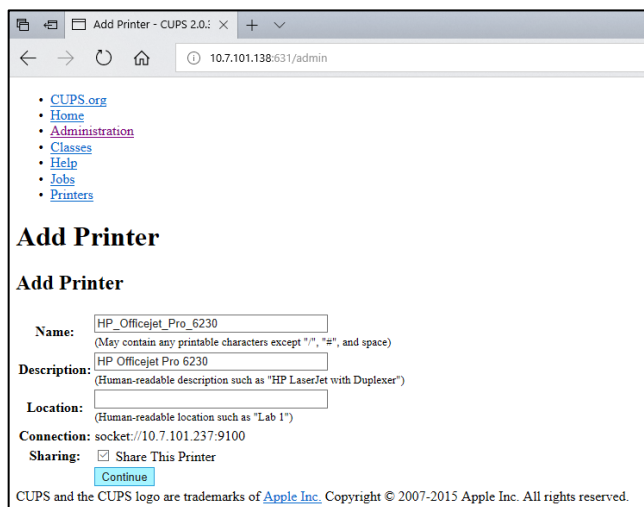 Add Printer - CUPS 2.0.:
10.7.101.138:631/admin
• CUPS.org
• Home
• Administration
• Classes
• Help
• Jobs
• Printers
Add Printer
Add Printer
Name: HP_Officejet_Pro_6230
(May contain any printable characters except "/", "#", and space)
Description: HP Officejet Pro 6230
(Human-readable description such as "HP LaserJet with Duplexer")
Location:
(Human-readable location such as "Lab 1")
Connection: socket://10.7.101.237:9100
Sharing: Share This Printer
Continue
CUPS and the CUPS logo are trademarks of Apple Inc. Copyright © 2007-2015 Apple Inc. All rights reserved.